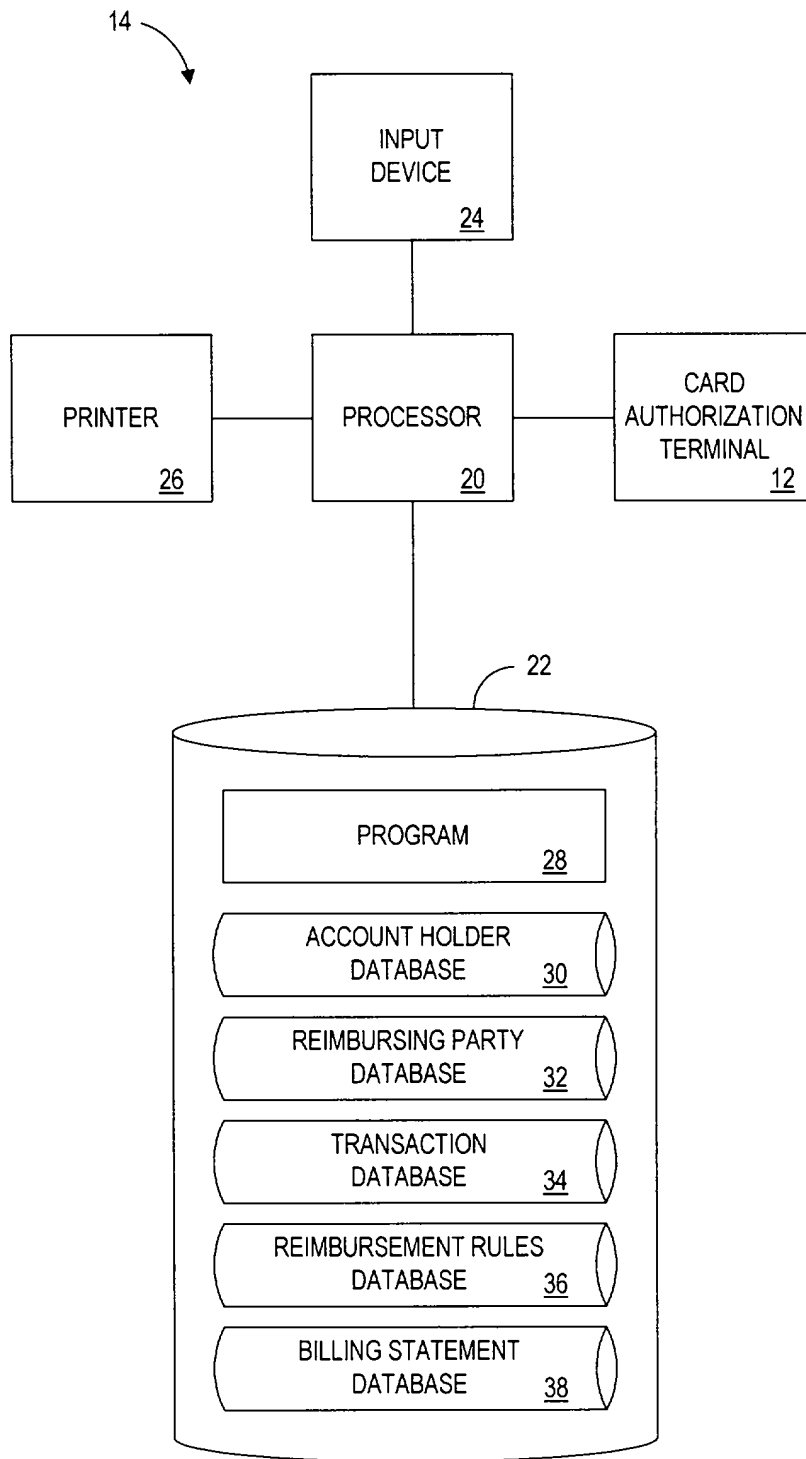 14
INPUT
DEVICE
24
PRINTER
26
PROCESSOR
20
CARD
AUTHORIZATION
TERMINAL
12
22
PROGRAM
28
ACCOUNT HOLDER
DATABASE
30
REIMBURSING PARTY
DATABASE
32
TRANSACTION
DATABASE
34
REIMBURSEMENT RULES
DATABASE
36
BILLING STATEMENT
DATABASE
38